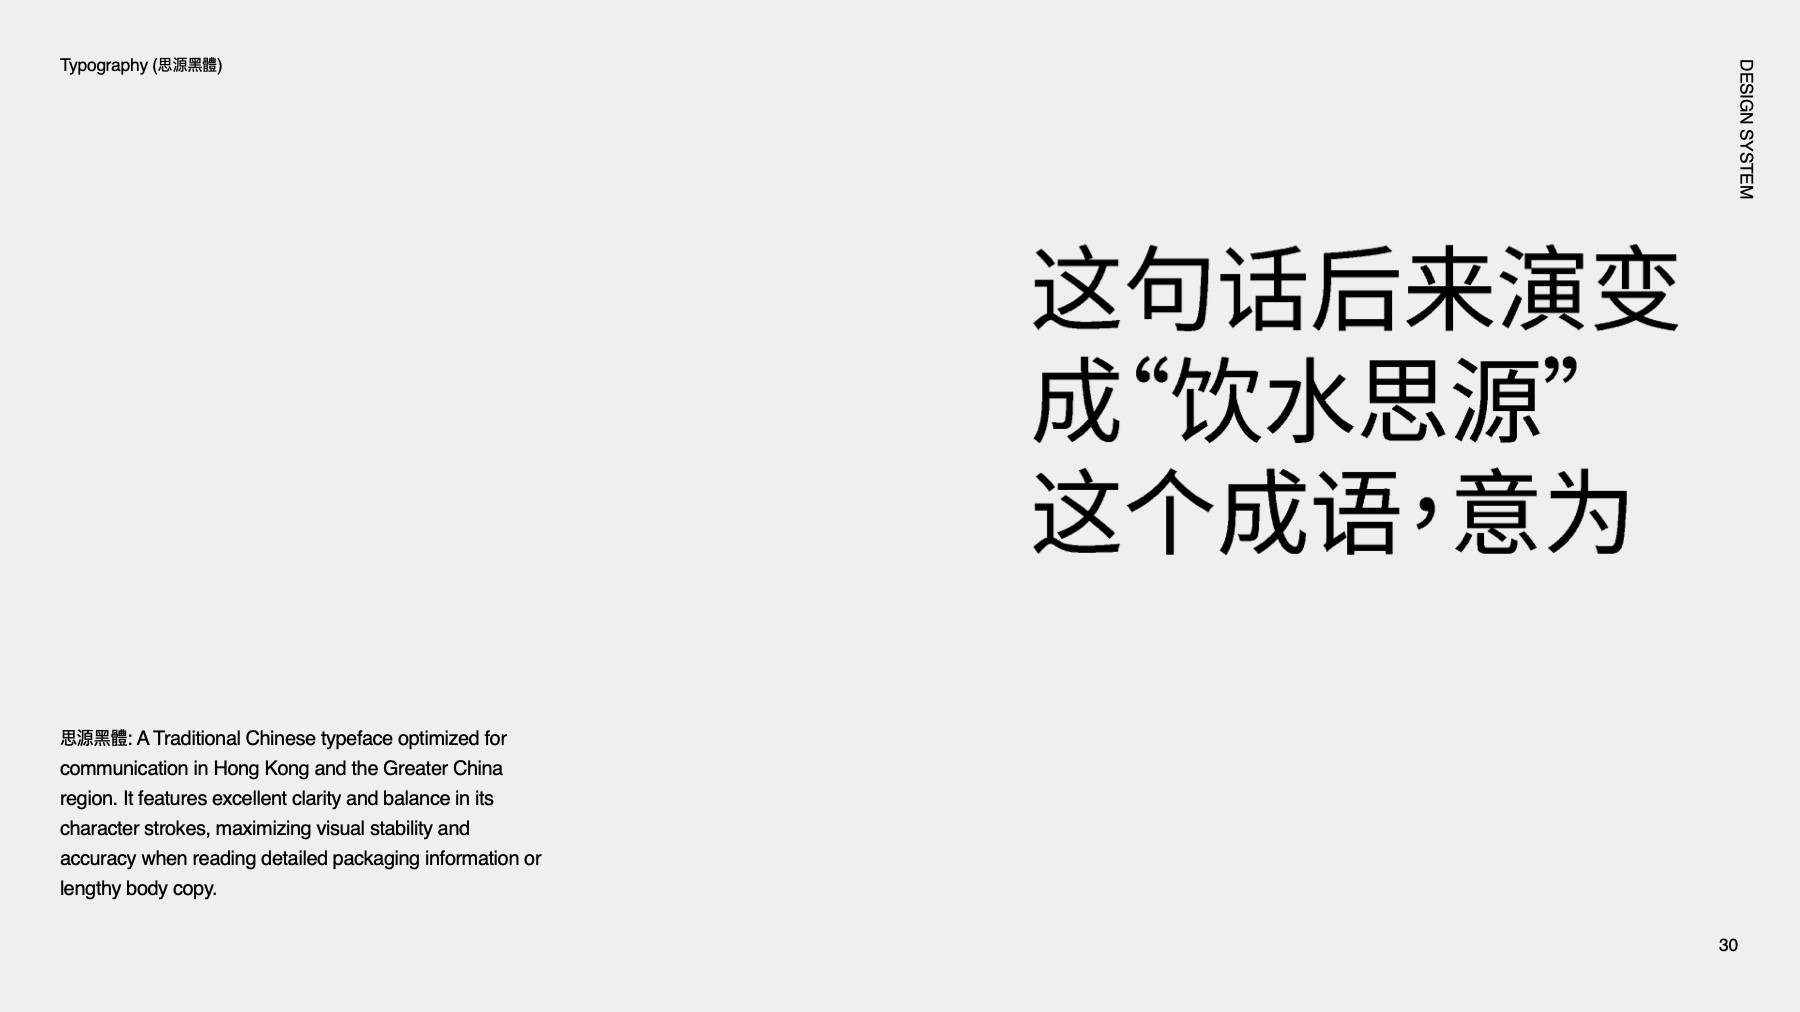 Typography (思源黑體)
DESIGN SYSTEM
这句话后来演变
成“饮水思源”
这个成语，意为
思源黑體: A Traditional Chinese typeface optimized for
communication in Hong Kong and the Greater China
region. It features excellent clarity and balance in its
character strokes, maximizing visual stability and
accuracy when reading detailed packaging information or
lengthy body copy.
30